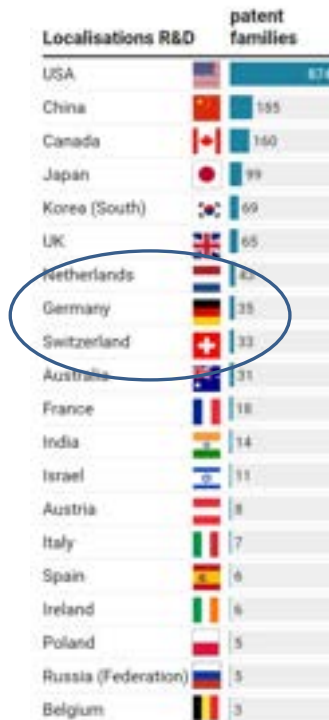 Localisations R&D patent families
USA
China 185
Canada 160
Japan 99
Korea (South) 69
UK 65
Netherlands
Germany 35
Switzerland 33
Australia 31
France 18
India 14
Israel 11
Austria 8
Italy 7
Spain 6
Ireland 6
Poland 5
Russia (Federation) 5
Belgium 3